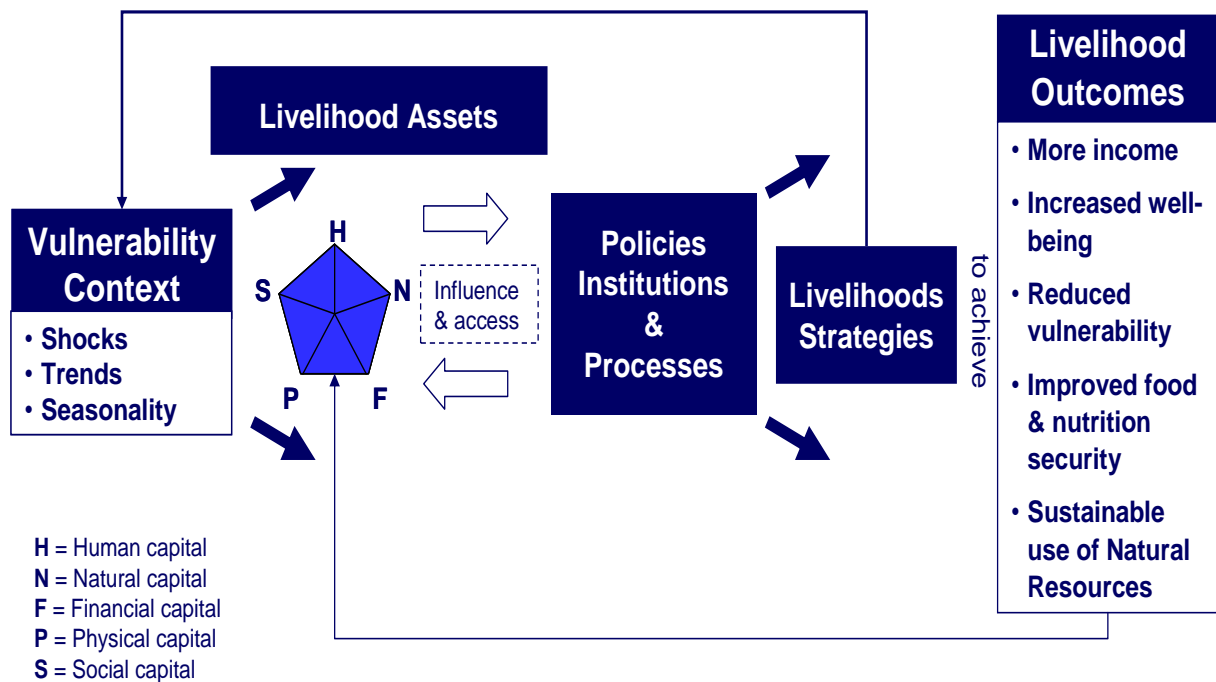 Livelihood Assets
Vulnerability
Context
• Shocks
• Trends
• Seasonality
H
S
N
P
F
Influence
& access
Policies
Institutions
&
Processes
Livelihoods
Strategies
to achieve
Livelihood
Outcomes
• More income
• Increased well-
being
• Reduced
vulnerability
• Improved food
& nutrition
security
• Sustainable
use of Natural
Resources
H = Human capital
N = Natural capital
F = Financial capital
P = Physical capital
S = Social capital